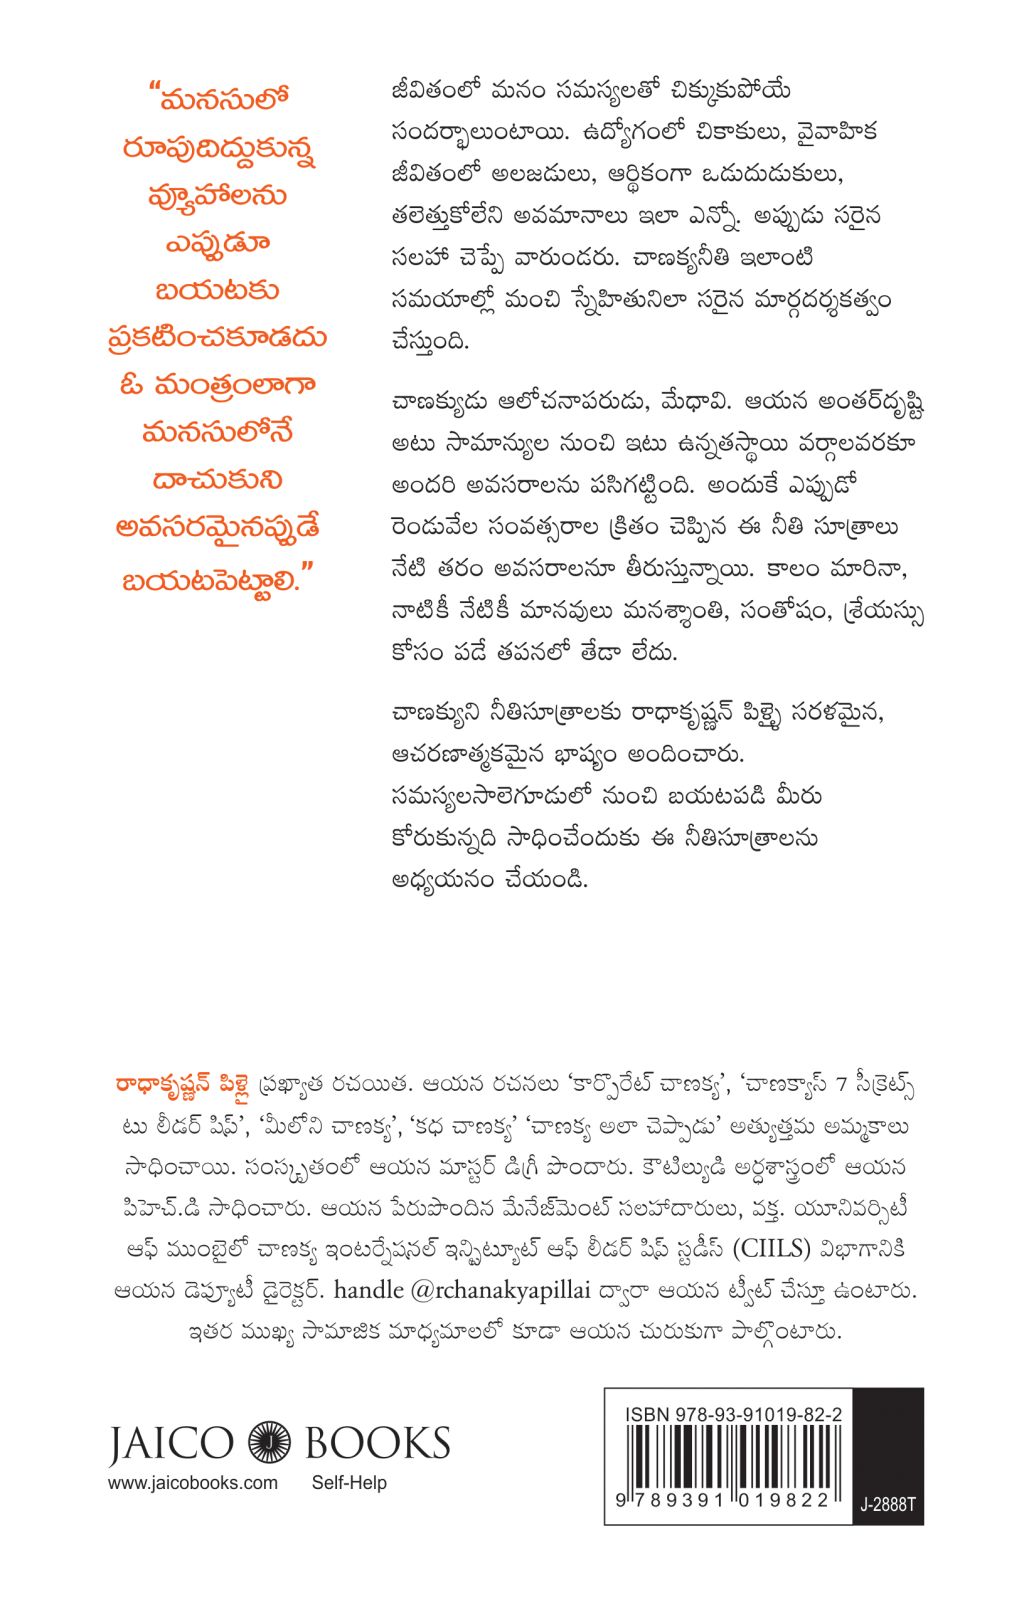 “మనసులో
రూపుదిద్దుకున్న
వ్యూహాలను
ఎప్పుడూ
బయటకు
ప్రకటించకూడదు
ఓ మంత్రంలాగా
మనసులోనే
దాచుకుని
అవసరమైనప్పుడే
బయటపెట్టాలి.”
జీవితంలో మనం సమస్యలతో చిక్కుకుపోయే
సందర్భాలుంటాయి. ఉద్యోగంలో చికాకులు, వైవాహిక
జీవితంలో అలజడులు, ఆర్థికంగా ఒడుదుడుకులు,
తలెత్తుకోలేని అవమానాలు ఇలా ఎన్నో. అప్పుడు సరైన
సలహా చెప్పే వారుండరు. చాణక్యనీతి ఇలాంటి
సమయాల్లో మంచి స్నేహితునిలా సరైన మార్గదర్శకత్వం
చేస్తుంది.
చాణక్యుడు ఆలోచనాపరుడు, మేధావి. ఆయన అంతర్‌దృష్టి
అటు సామాన్యుల నుంచి ఇటు ఉన్నతస్థాయి వర్గాలవరకూ
అందరి అవసరాలను పసిగట్టింది. అందుకే ఎప్పుడో
రెండువేల సంవత్సరాల క్రితం చెప్పిన ఈ నీతి సూత్రాలు
నేటి తరం అవసరాలనూ తీరుస్తున్నాయి. కాలం మారినా,
నాటికీ నేటికీ మానవులు మనశ్శాంతి, సంతోషం, శ్రేయస్సు
కోసం పడే తపనలో తేడా లేదు.
చాణక్యుని నీతిసూత్రాలకు రాధాకృష్ణన్ పిళ్ళై సరళమైన,
ఆచరణాత్మకమైన భాష్యం అందించారు.
సమస్యలసాలెగూడులో నుంచి బయటపడి మీరు
కోరుకున్నది సాధించేందుకు ఈ నీతిసూత్రాలను
అధ్యయనం చేయండి.
రాధాకృష్ణన్ పిళ్లై ప్రఖ్యాత రచయిత. ఆయన రచనలు ‘కార్పొరేట్ చాణక్య’, ‘చాణక్యాస్ 7 సీక్రెట్స్
టు లీడర్ షిప్’, ‘మీలోని చాణక్య’, ‘కధ చాణక్య’ ‘చాణక్య అలా చెప్పాడు’ అత్యుత్తమ అమ్మకాలు
సాధించాయి. సంస్కృతంలో ఆయన మాస్టర్ డిగ్రీ పొందారు. కౌటిల్యుడి అర్ధశాస్త్రంలో ఆయన
పిహెచ్.డి సాధించారు. ఆయన పేరుపొందిన మేనేజ్‌మెంట్ సలహాదారులు, వక్త. యూనివర్సిటీ
ఆఫ్ ముంబైలో చాణక్య ఇంటర్నేషనల్ ఇన్స్టిట్యూట్ ఆఫ్ లీడర్ షిప్ స్టడీస్ (CIILS) విభాగానికి
ఆయన డెప్యూటీ డైరెక్టర్. handle @rchanakyapillai ద్వారా ఆయన ట్వీట్ చేస్తూ ఉంటారు.
ఇతర ముఖ్య సామాజిక మాధ్యమాలలో కూడా ఆయన చురుకుగా పాల్గొంటారు.
JAICO J BOOKS
www.jaicobooks.com Self-Help
ISBN 978-93-91019-82-2
9 789391 019822
J-2888T